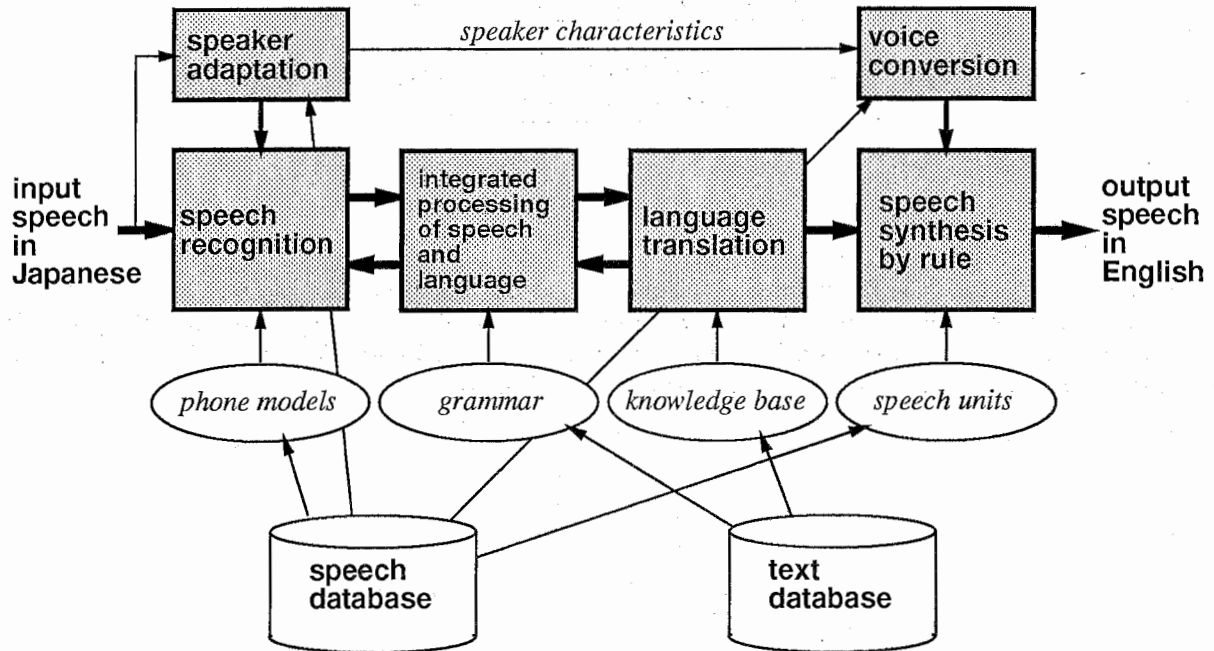 speaker
adaptation
speaker characteristics
voice
conversion
input
speech
in
Japanese
speech
recognition
integrated
processing
of speech
and
language
language
translation
speech
synthesis
by rule
output
speech
in
English
phone models
grammar
knowledge base
speech units
speech
database
text
database